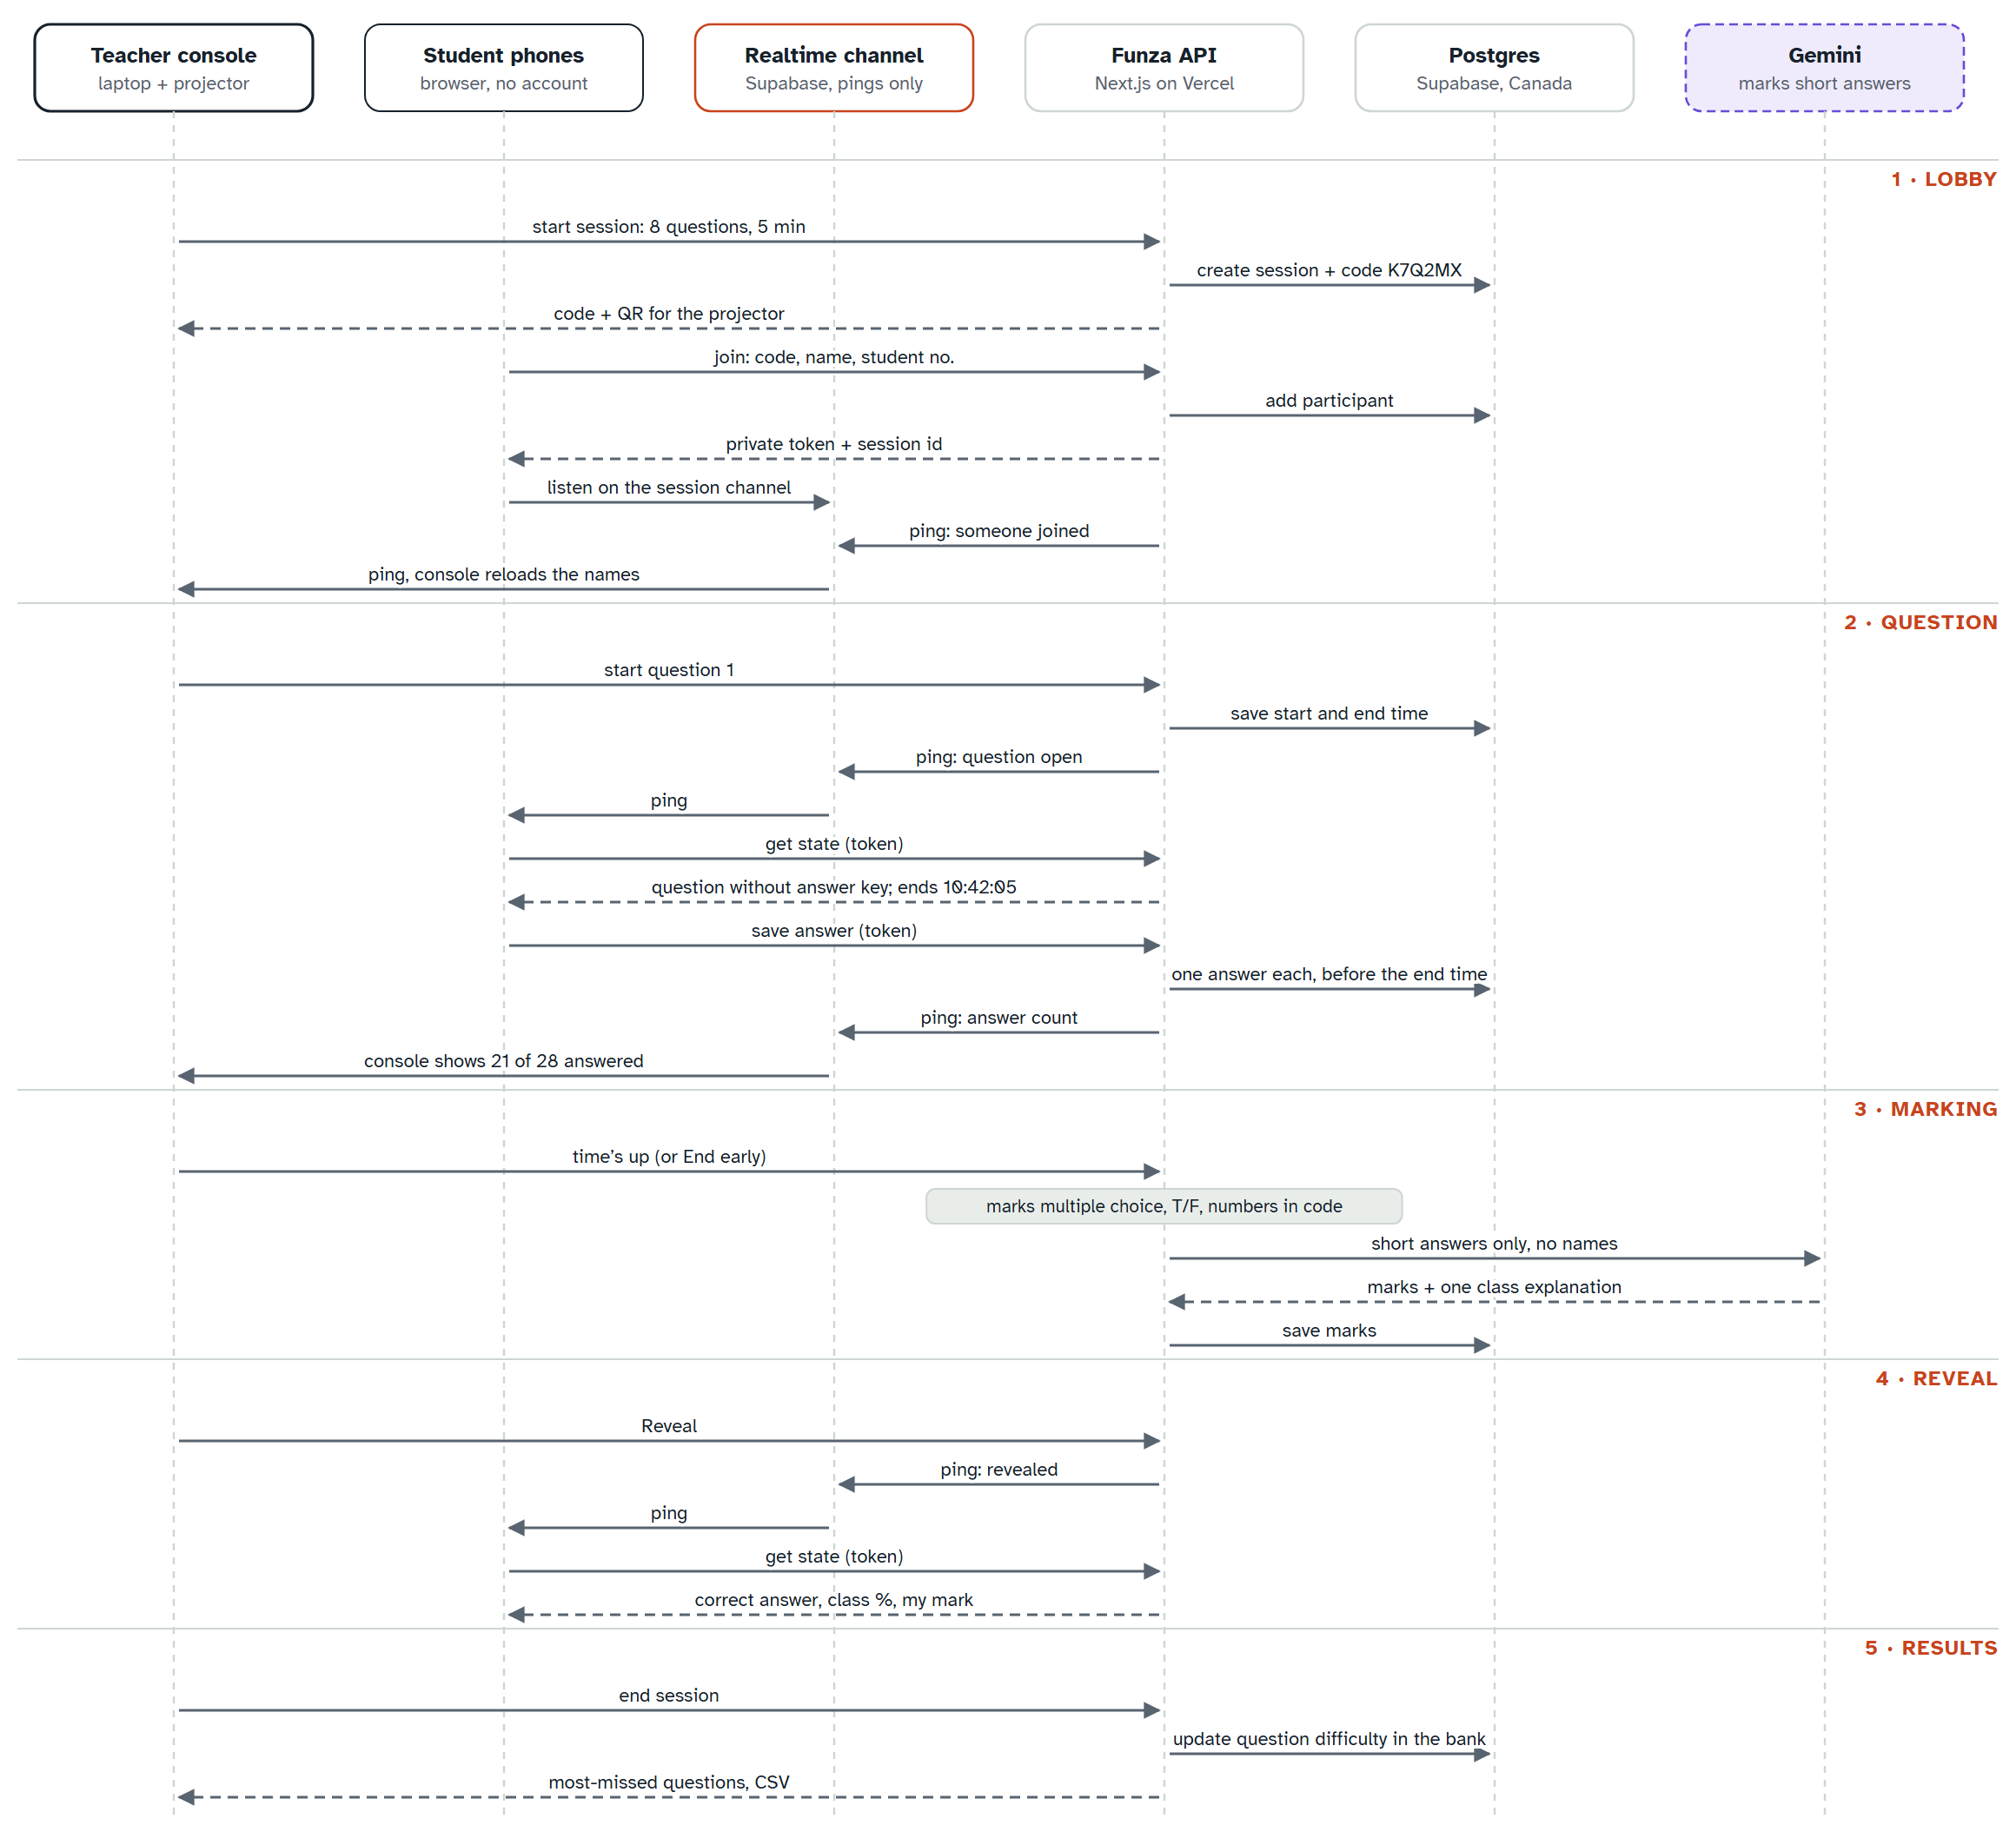 Teacher console
laptop + projector
Student phones
browser, no account
Realtime channel
Supabase, pings only
Funza API
Next.js on Vercel
Postgres
Supabase, Canada
Gemini
marks short answers
1 • LOBBY
start session: 8 questions, 5 min
create session + code K7Q2MX
code + QR for the projector
join: code, name, student no.
add participant
private token + session id
listen on the session channel
ping: someone joined
ping, console reloads the names
2 • QUESTION
start question 1
save start and end time
ping: question open
ping
get state (token)
question without answer key; ends 10:42:05
save answer (token)
one answer each, before the end time
ping: answer count
console shows 21 of 28 answered
3 • MARKING
time’s up (or End early)
marks multiple choice, T/F, numbers in code
short answers only, no names
marks + one class explanation
save marks
4 • REVEAL
Reveal
ping: revealed
ping
get state (token)
correct answer, class %, my mark
5 • RESULTS
end session
update question difficulty in the bank
most-missed questions, CSV